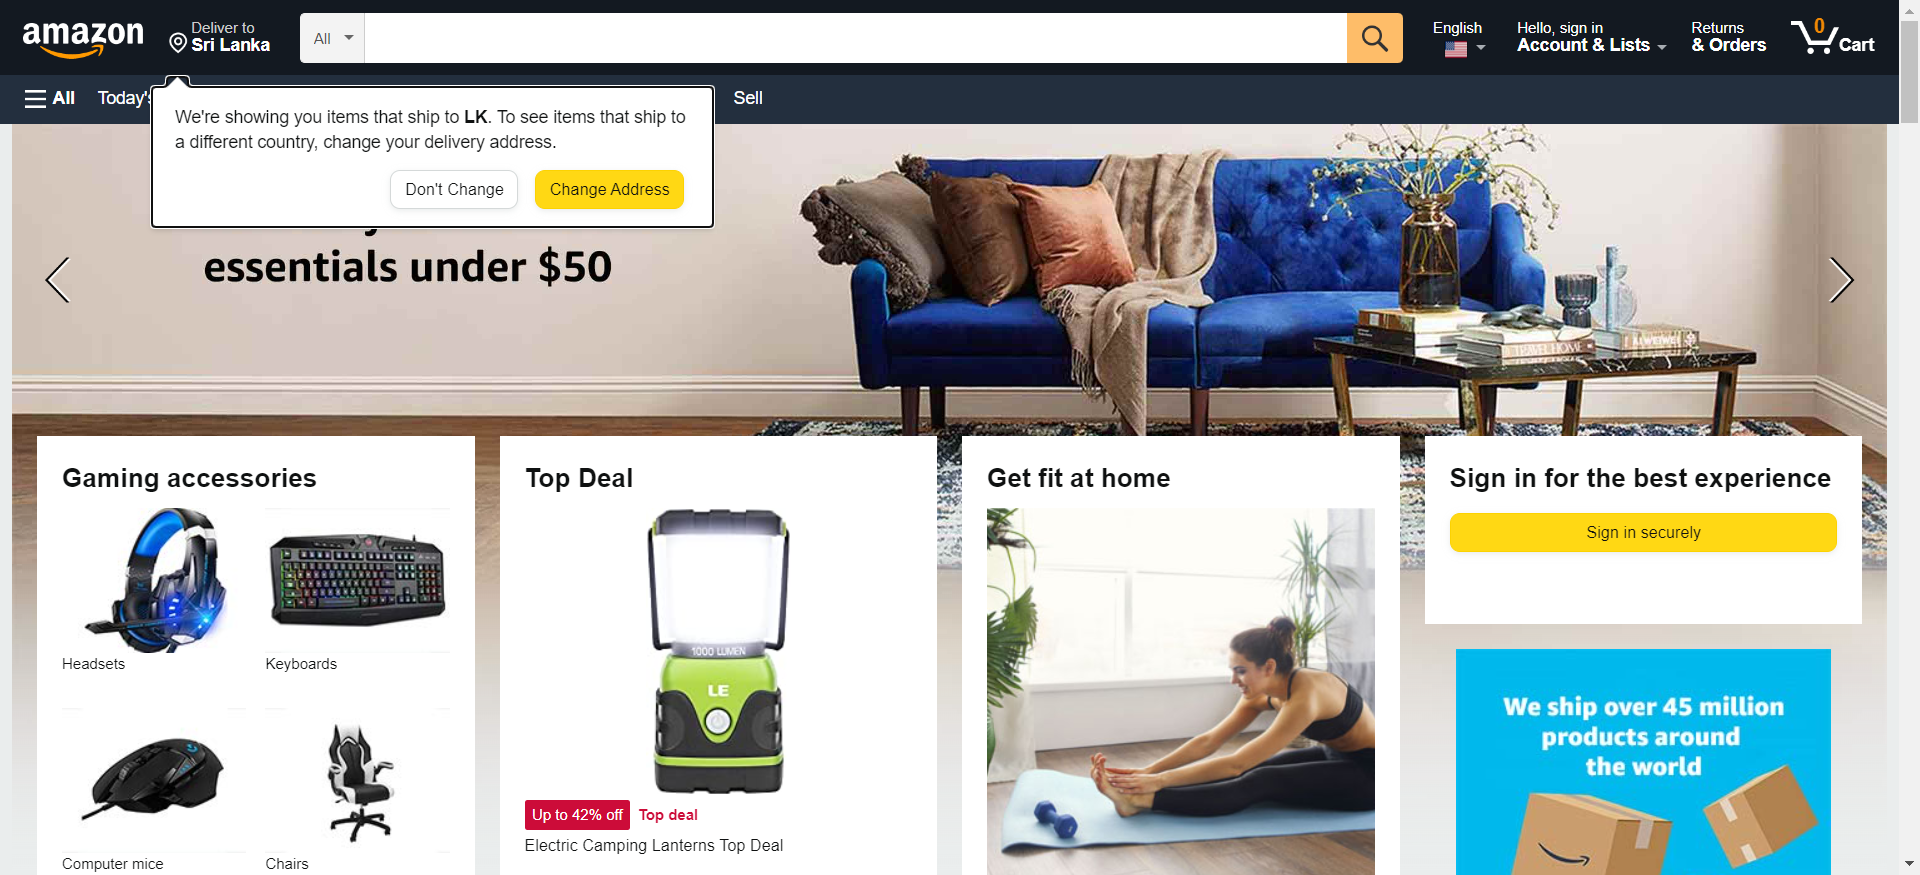 amazon
Deliver to
Sri Lanka
All
English
Hello, sign in
Account & Lists
Returns
& Orders
0
Cart
All
Today's
Sell
We're showing you items that ship to LK. To see items that ship to
a different country, change your delivery address.
Don't Change
Change Address
essentials under $50
TRAVEL HOME
AI WEIWEI
Gaming accessories
Headsets
Keyboards
Computer mice
Chairs
Top Deal
1000 LUMEN
LE
Up to 42% off
Top deal
Electric Camping Lanterns Top Deal
Get fit at home
Sign in for the best experience
Sign in securely
We ship over 45 million
products around
the world